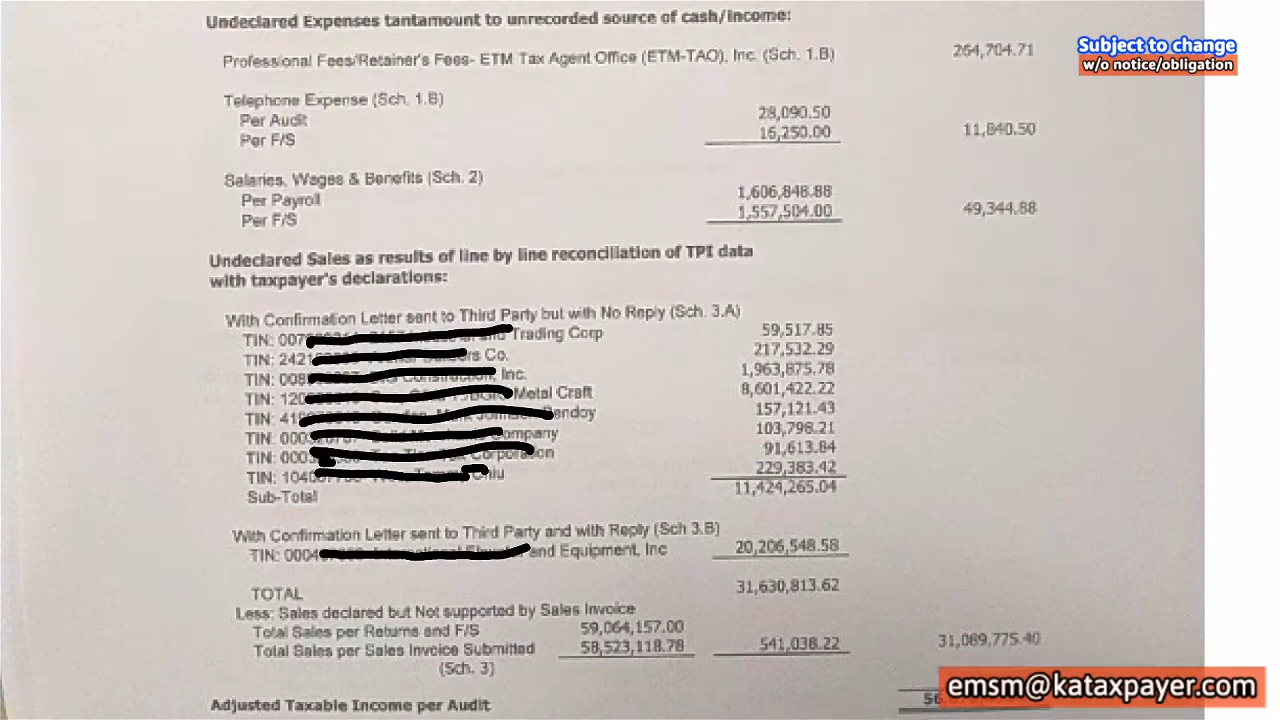 Undeclared Expenses tantamount to unrecorded source of cash/income:
Subject to change
w/o notice/obligation
Professional Fees/Retainer's Fees- ETM Tax Agent Office (ETM-TAO), Inc. (Sch. 1.B) 264,704.71
Telephone Expense (Sch. 1.B)
Per Audit 28,090.50
Per F/S 16,250.00 11,840.50
Salaries, Wages & Benefits (Sch. 2)
Per Payroll 1,606,848.88
Per F/S 1,557,504.00 49,344.88
Undeclared Sales as results of line by line reconciliation of TPI data
with taxpayer's declarations:
With Confirmation Letter sent to Third Party but with No Reply (Sch. 3.A)
TIN: 007 Trading Corp 59,517.85
TIN: 242 Co. 217,532.29
TIN: 008 Inc. 1,963,875.78
TIN: 120 Metal Craft 8,601,422.22
TIN: 157,121.43
TIN: 000 Company 103,798.21
TIN: 000 Corporation 91,613.84
TIN: 104 229,383.42
Sub-Total 11,424,265.04
With Confirmation Letter sent to Third Party and with Reply (Sch 3.B)
TIN: 000 and Equipment, Inc 20,206,548.58
TOTAL 31,630,813.62
Less: Sales declared but Not supported by Sales Invoice
Total Sales per Returns and F/S 59,064,157.00
Total Sales per Sales Invoice Submitted 58,523,118.78 541,038.22 31,089,775.40
(Sch. 3)
emsm@kataxpayer.com
Adjusted Taxable Income per Audit